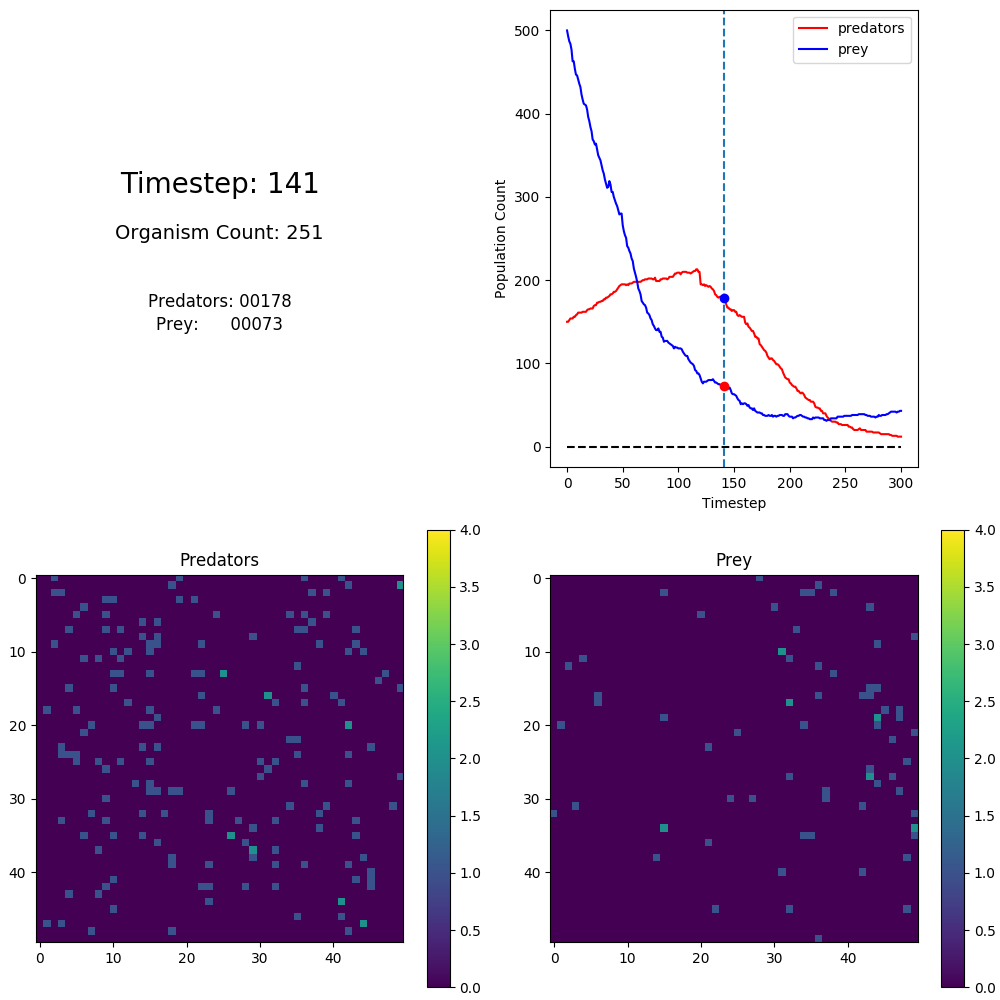 Timestep: 141
Organism Count: 251
Predators: 00178
Prey: 00073
predators
prey
500
400
300
200
100
0
Population Count
0 50 100 150 200 250 300
Timestep
Predators
0
10
20
30
40
0 10 20 30 40
4.0
3.5
3.0
2.5
2.0
1.5
1.0
0.5
0.0
Prey
0
10
20
30
40
0 10 20 30 40
4.0
3.5
3.0
2.5
2.0
1.5
1.0
0.5
0.0